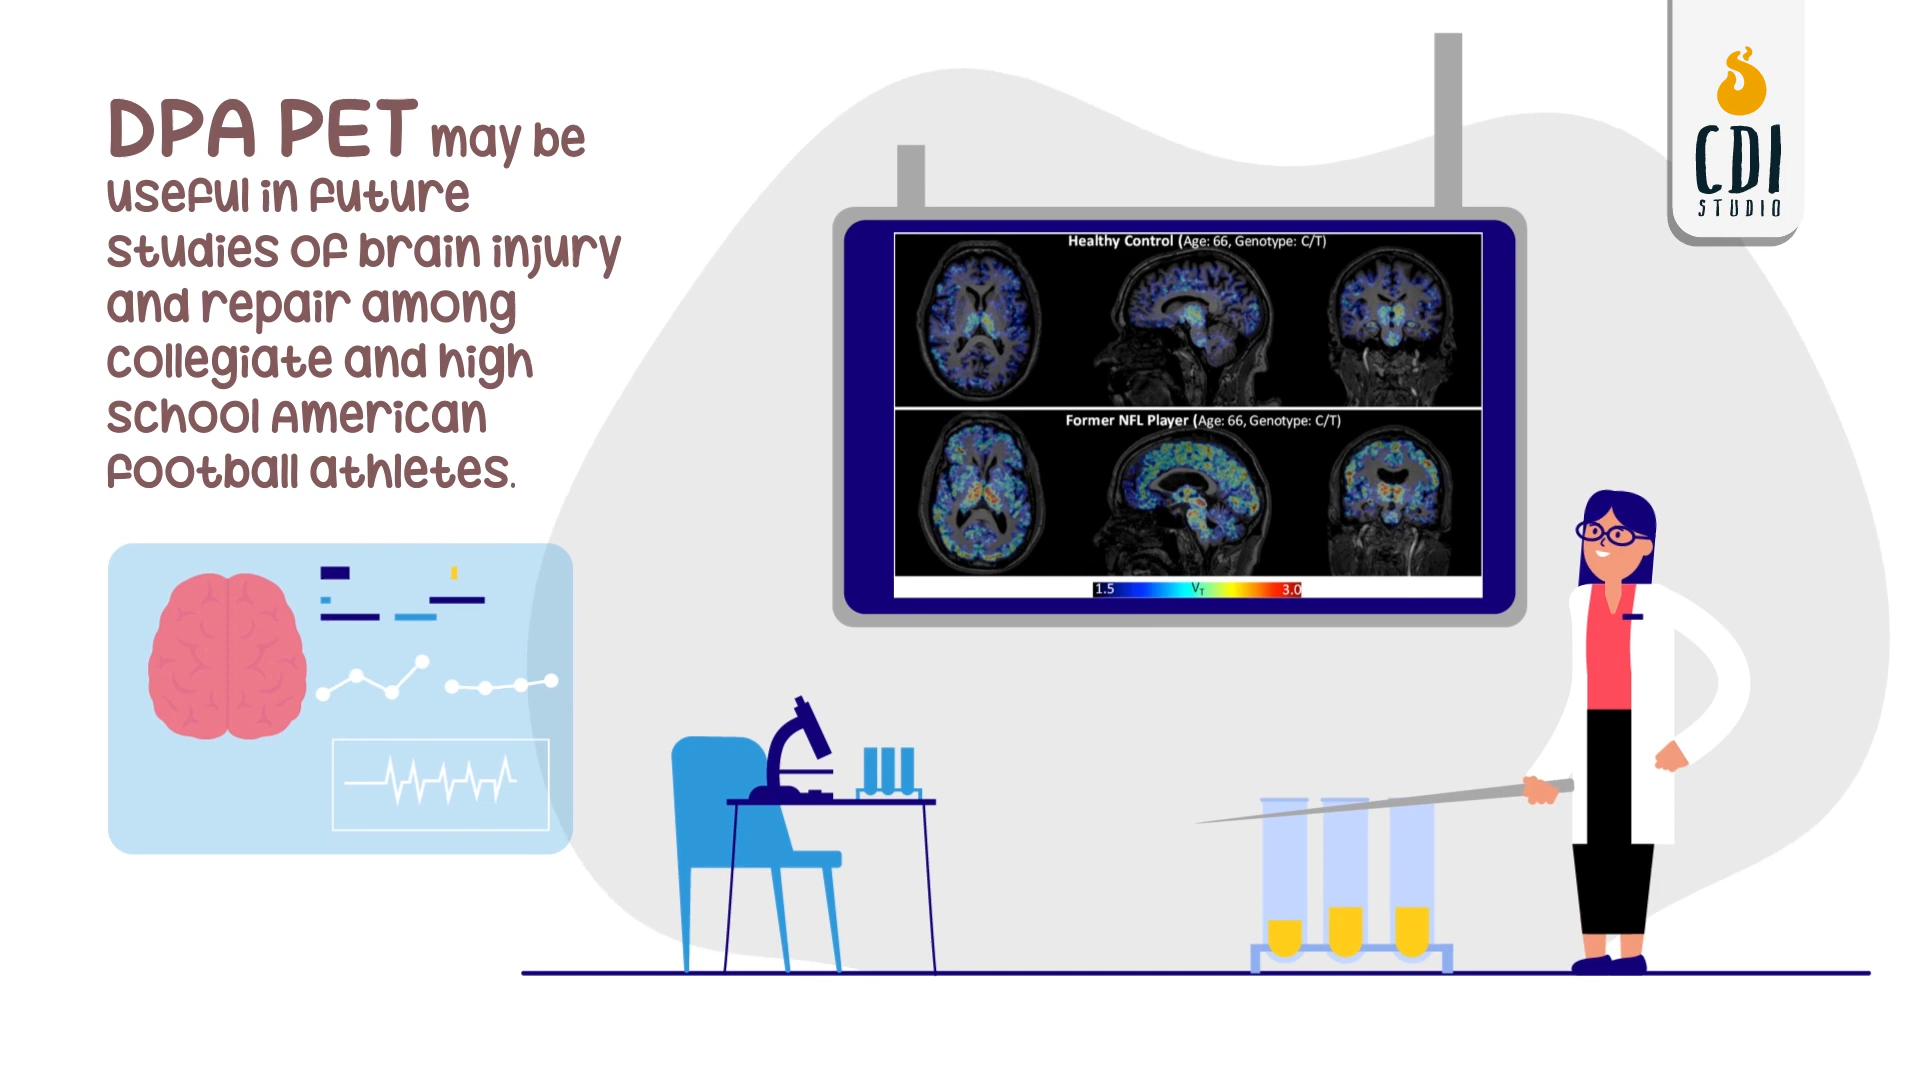 DPA PET may be
useful in future
studies of brain injury
and repair among
collegiate and high
school American
football athletes.
CDI
STUDIO
Healthy Control (Age: 66, Genotype: C/T)
Former NFL Player (Age: 66, Genotype: C/T)
1.5 VT 3.0